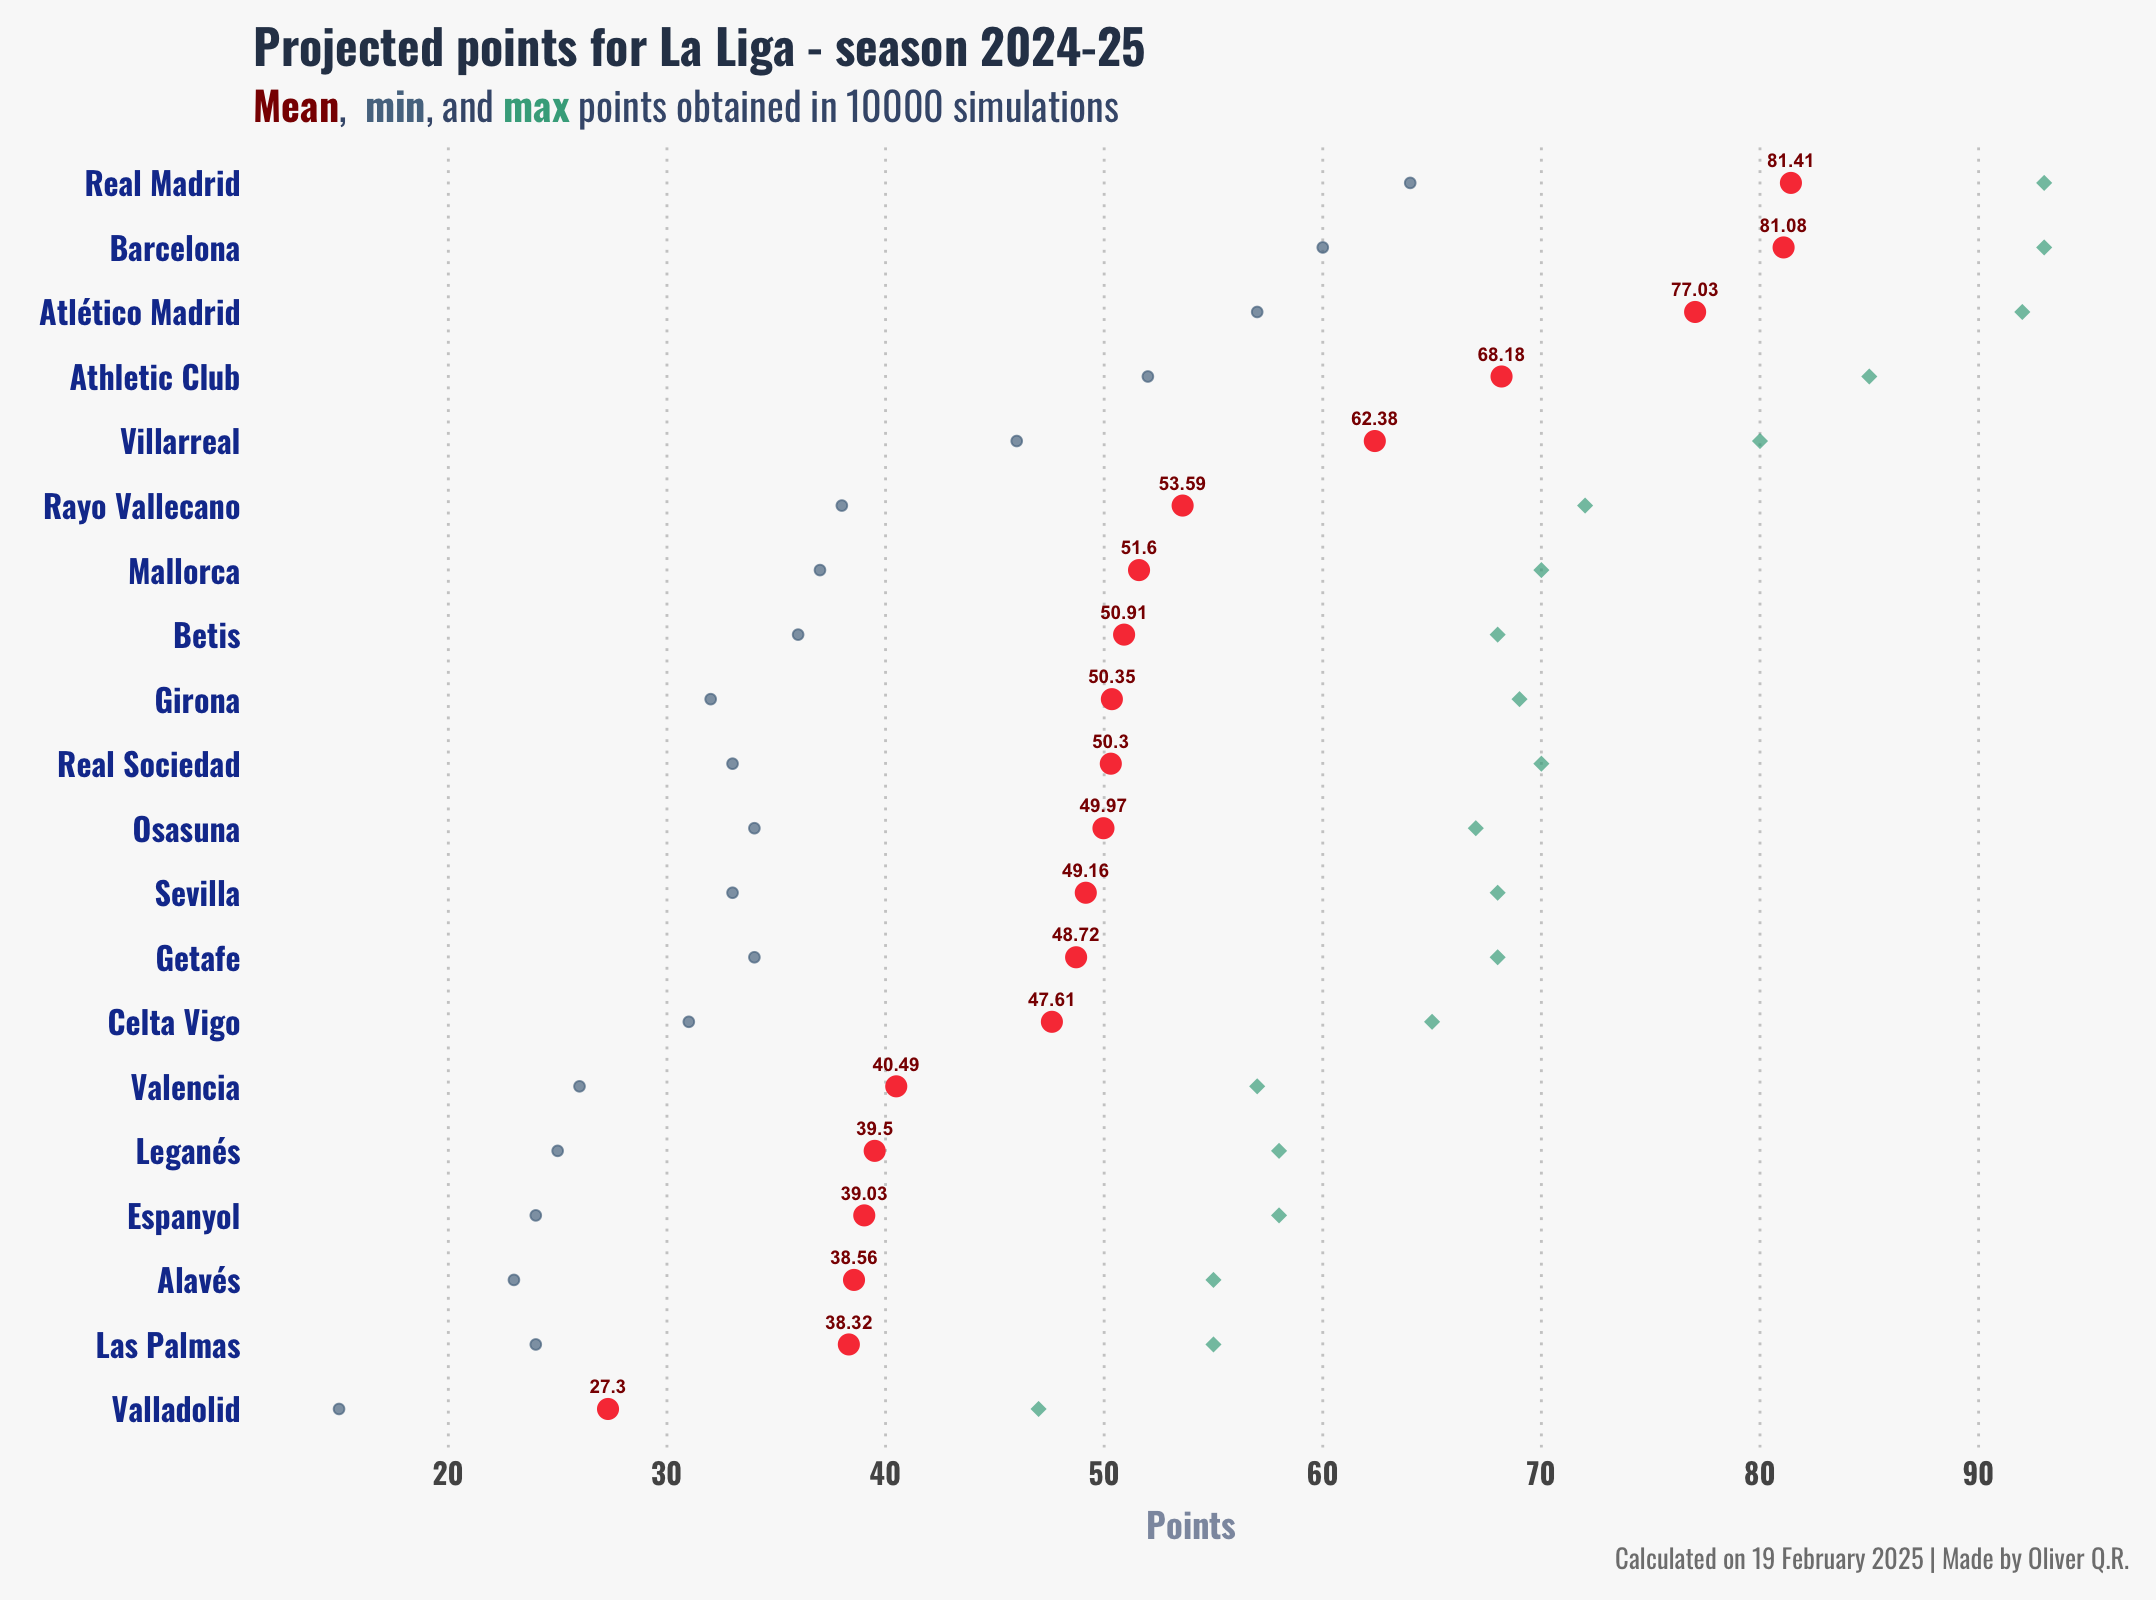 Projected points for La Liga - season 2024-25
Mean, min, and max points obtained in 10000 simulations
Real Madrid 81.41
Barcelona 81.08
Atlético Madrid 77.03
Athletic Club 68.18
Villarreal 62.38
Rayo Vallecano 53.59
Mallorca 51.6
Betis 50.91
Girona 50.35
Real Sociedad 50.3
Osasuna 49.97
Sevilla 49.16
Getafe 48.72
Celta Vigo 47.61
Valencia 40.49
Leganés 39.5
Espanyol 39.03
Alavés 38.56
Las Palmas 38.32
Valladolid 27.3
20 30 40 50 60 70 80 90
Points
Calculated on 19 February 2025 | Made by Oliver Q.R.